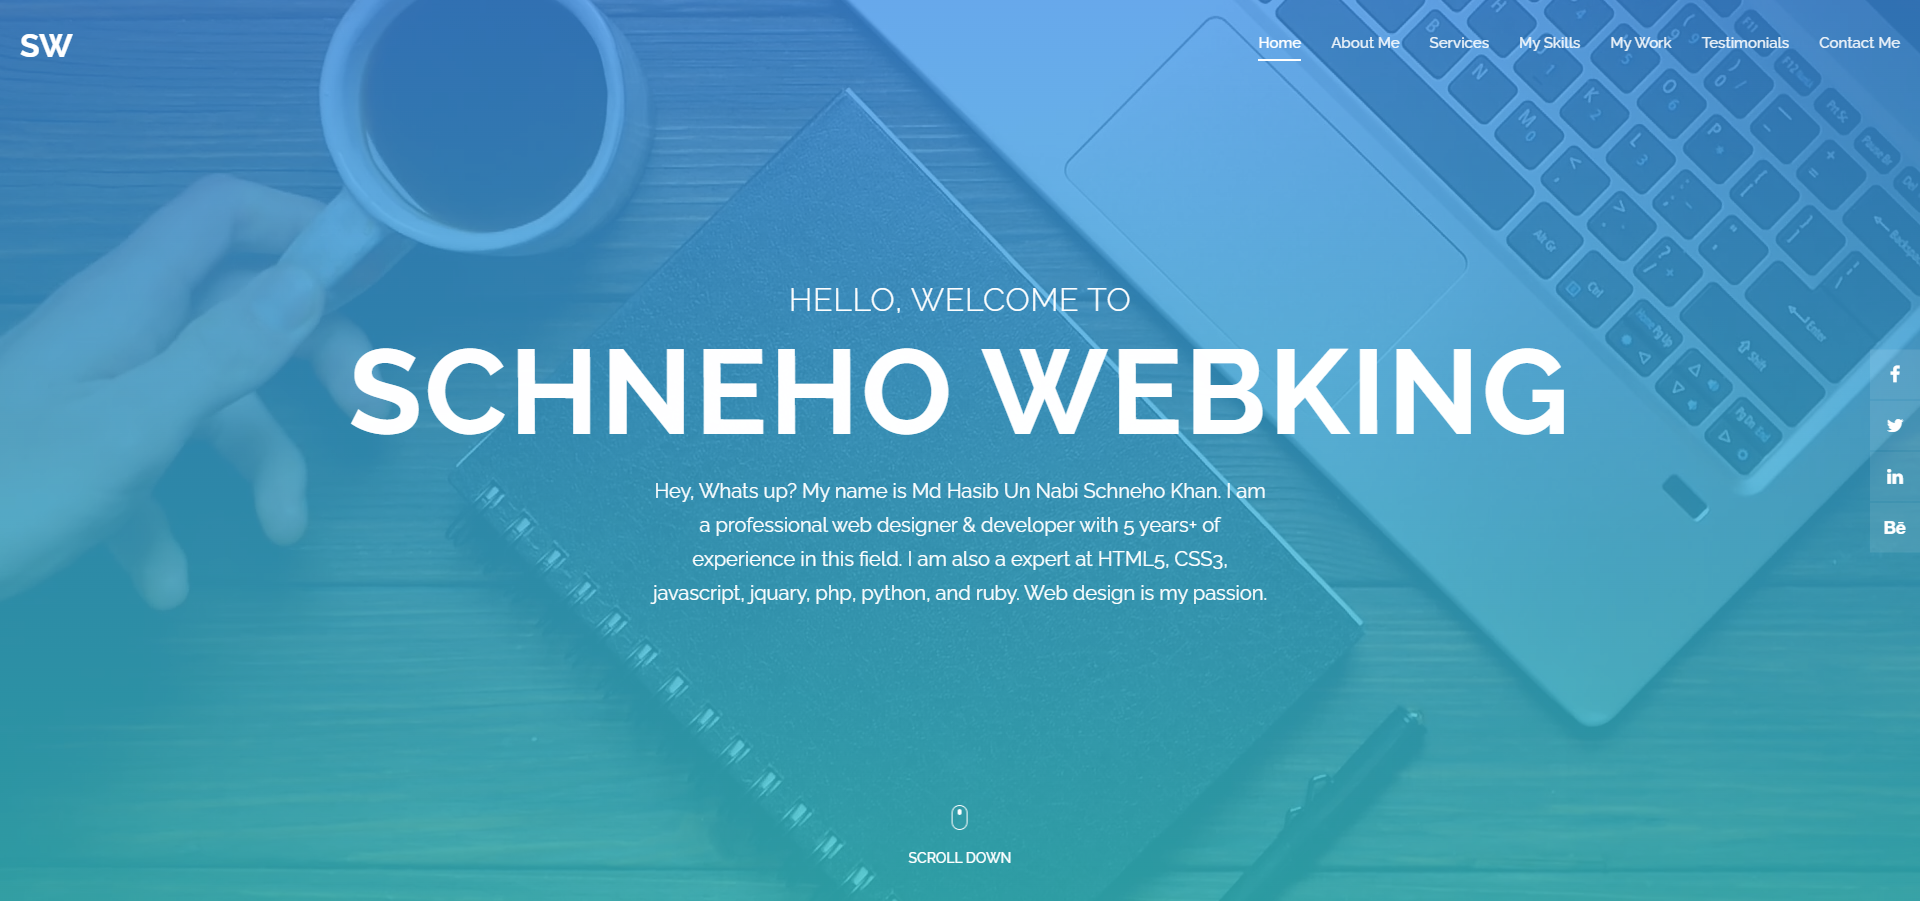 SW
Home About Me Services My Skills My Work Testimonials Contact Me
HELLO, WELCOME TO
SCHNEHO WEBKING
Hey, Whats up? My name is Md Hasib Un Nabi Schneho Khan. I am
a professional web designer & developer with 5 years+ of
experience in this field. I am also a expert at HTML5, CSS3,
javascript, jquary, php, python, and ruby. Web design is my passion.
Bē
SCROLL DOWN